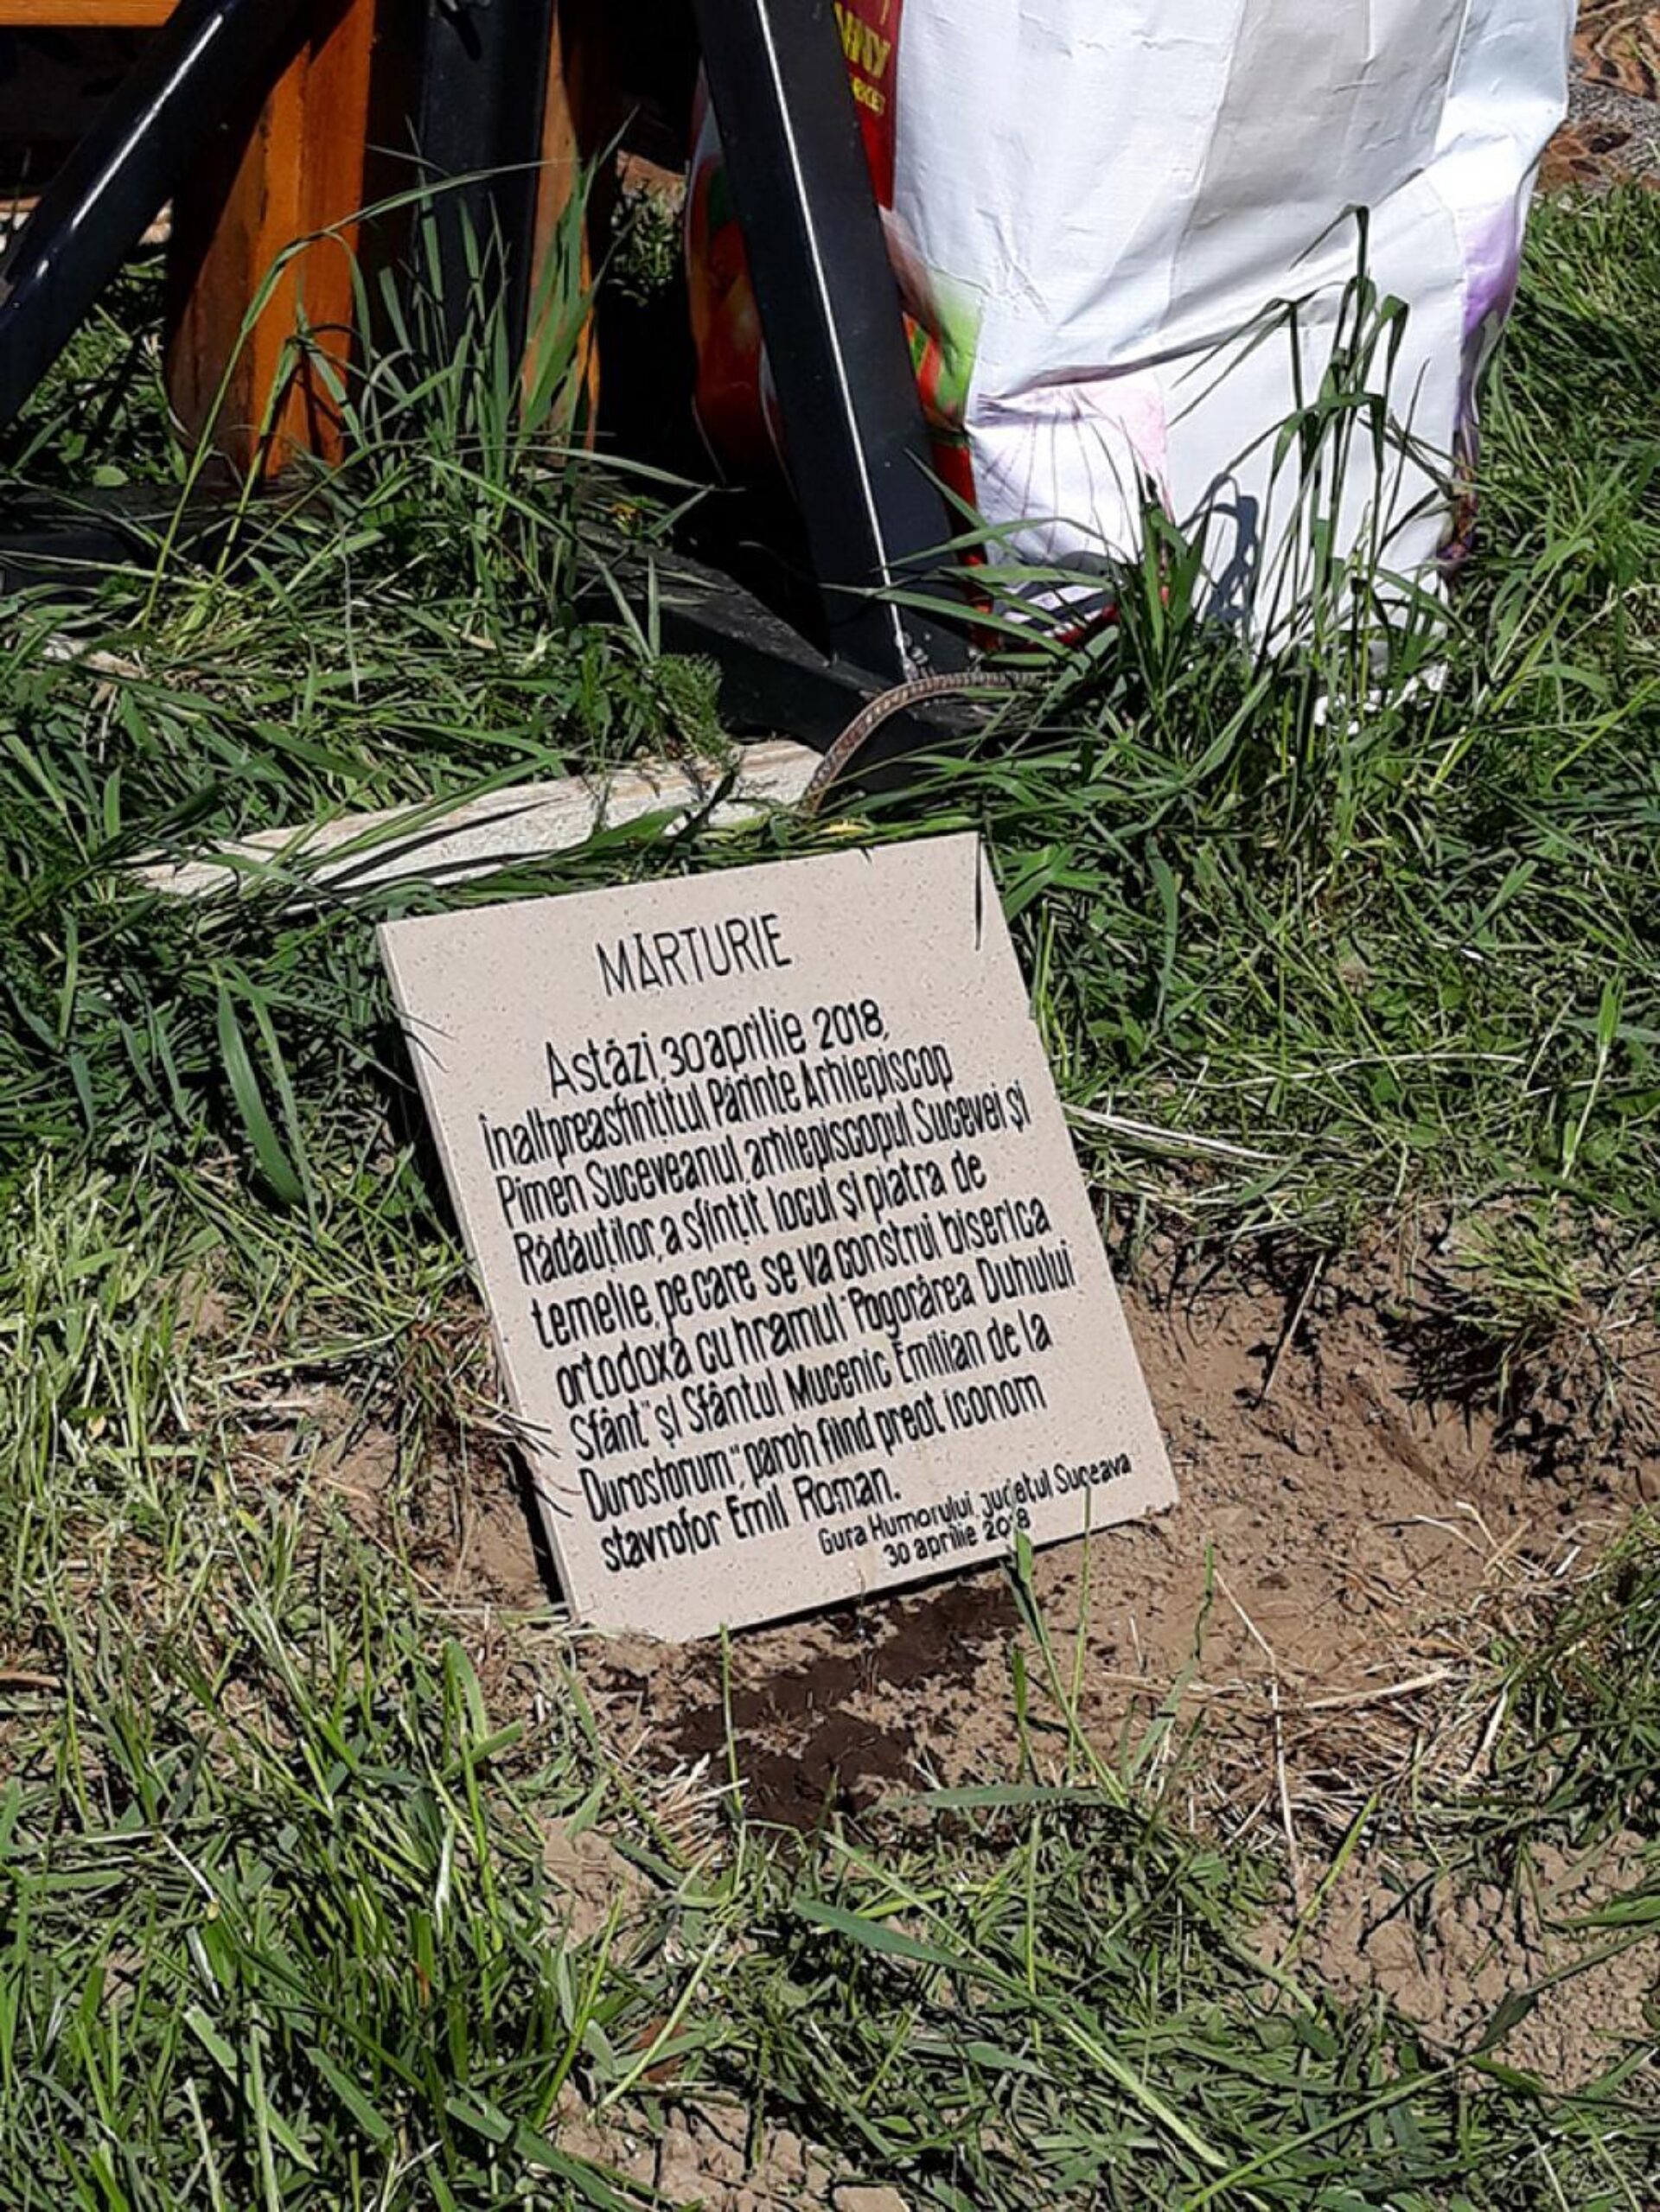 MĂRTURIE
Astăzi, 30 aprilie 2018,
Înaltpreasfințitul Părinte Arhiepiscop
Pimen Suceveanul, arhiepiscopul Sucevei și
Rădăuților, a sfințit locul și piatra de
temelie, pe care se va construi biserica
ortodoxă cu hramul "Pogorârea Duhului
Sfânt" și Sfântul Mucenic Emilian de la
Durostorum", paroh fiind preot iconom
stavrofor Emil Roman.
Gura Humorului, județul Suceava
30 aprilie 2018